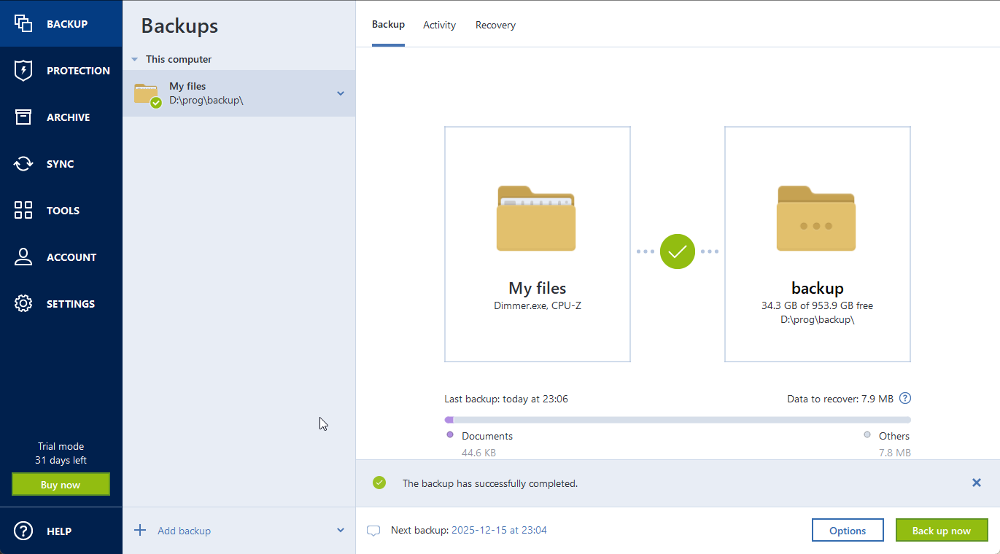 BACKUP
PROTECTION
ARCHIVE
SYNC
TOOLS
ACCOUNT
SETTINGS
Trial mode
31 days left
Buy now
HELP
Backups
This computer
My files
D:\prog\backup\
Add backup
Backup Activity Recovery
My files
Dimmer.exe, CPU-Z
backup
34.3 GB of 953.9 GB free
D:\prog\backup\
Last backup: today at 23:06
Data to recover: 7.9 MB ?
Documents
44.6 KB
Others
7.8 MB
The backup has successfully completed.
Next backup: 2025-12-15 at 23:04
Options
Back up now